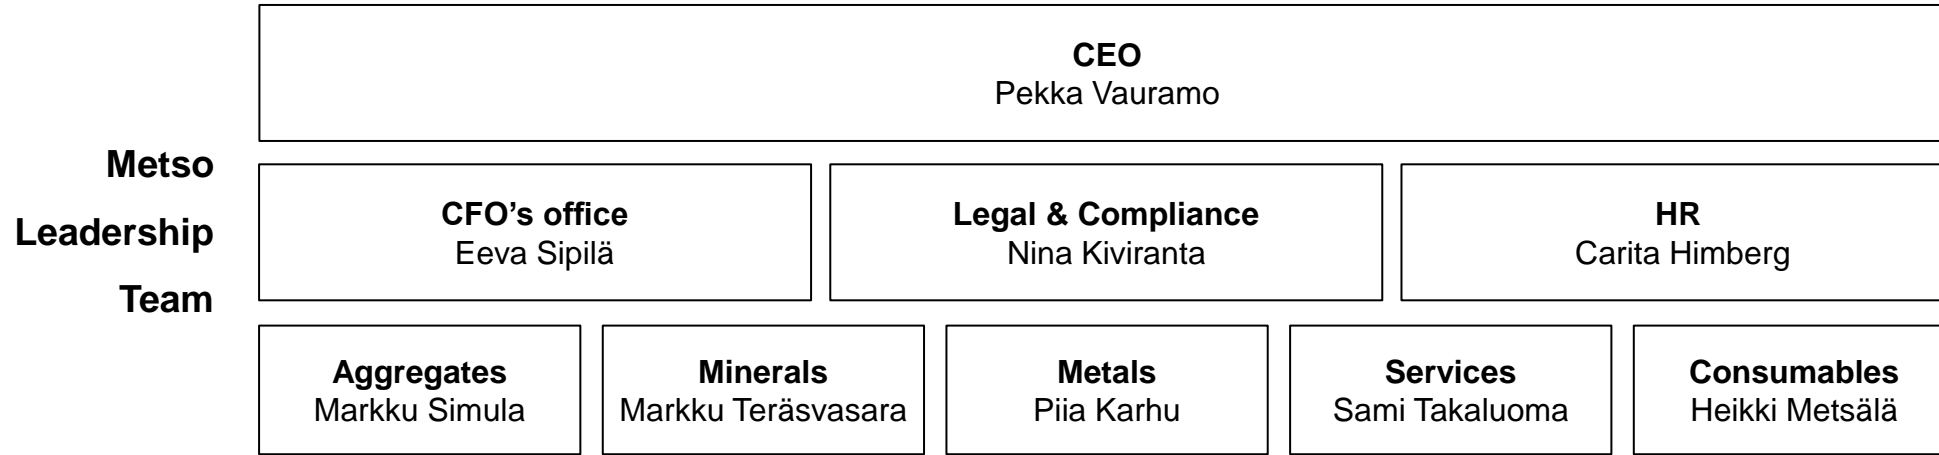 CEO
Pekka Vauramo
Metso
Leadership
Team
CFO’s office
Eeva Sipilä
Legal & Compliance
Nina Kiviranta
HR
Carita Himberg
Aggregates
Markku Simula
Minerals
Markku Teräsvasara
Metals
Piia Karhu
Services
Sami Takaluoma
Consumables
Heikki Metsälä